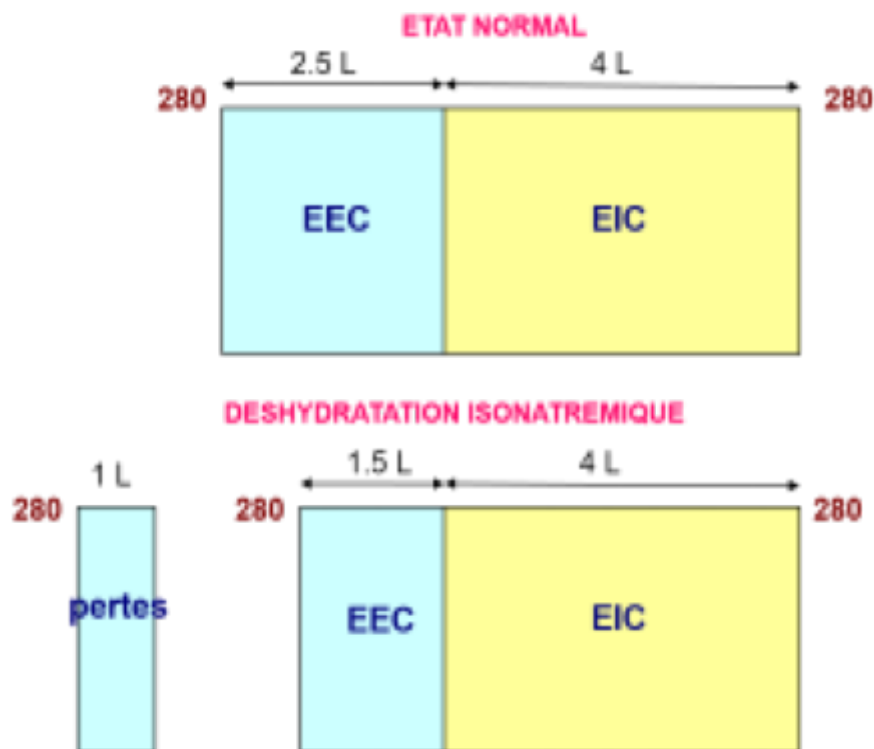 ETAT NORMAL
2.5 L 4 L
280 280
EEC EIC
DESHYDRATATION ISONATREMIQUE
1 L 1.5 L 4 L
280 280 280
pertes EEC EIC